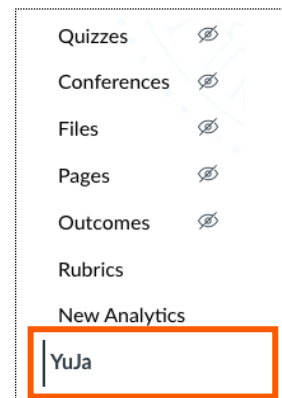 Quizzes
Conferences
Files
Pages
Outcomes
Rubrics
New Analytics
YuJa